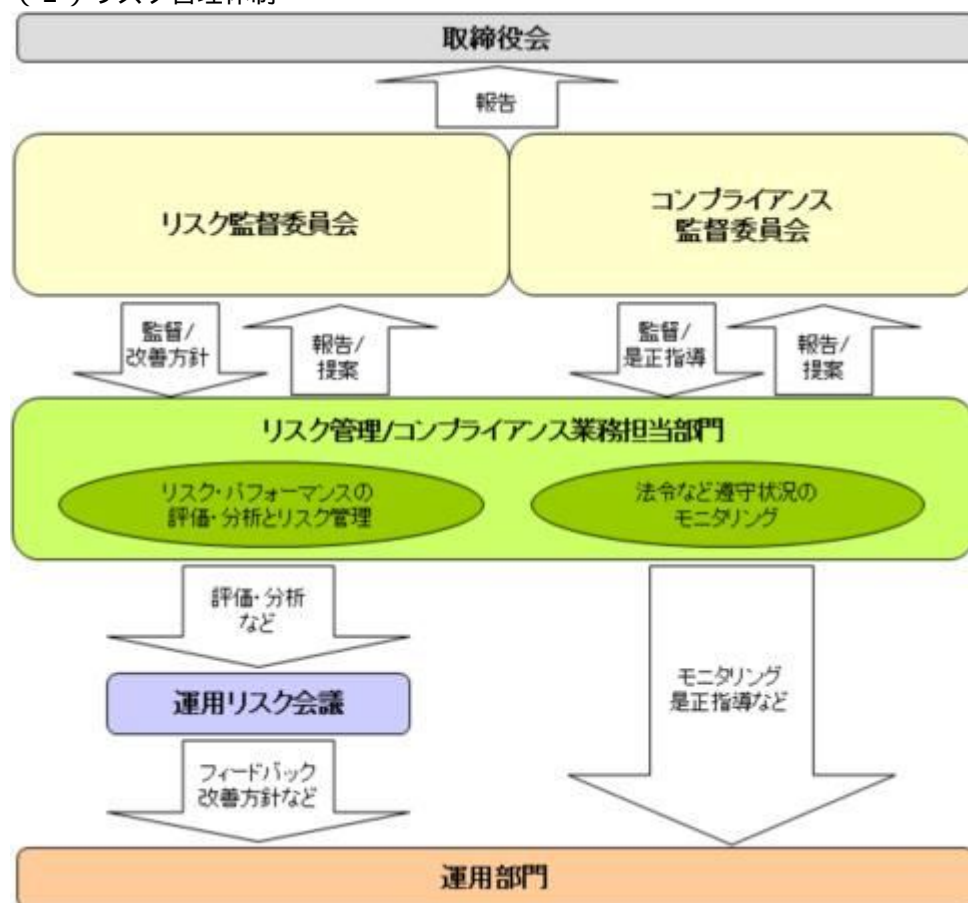 (2)リスク管理体制
取締役会
報告
リスク監督委員会
コンプライアンス
監督委員会
監督/
改善方針
報告/
提案
監督/
是正指導
報告/
提案
リスク管理/コンプライアンス業務担当部門
リスク・パフォーマンスの
評価・分析とリスク管理
法令など遵守状況の
モニタリング
評価・分析
など
運用リスク会議
モニタリング
是正指導など
フィードバック
改善方針など
運用部門